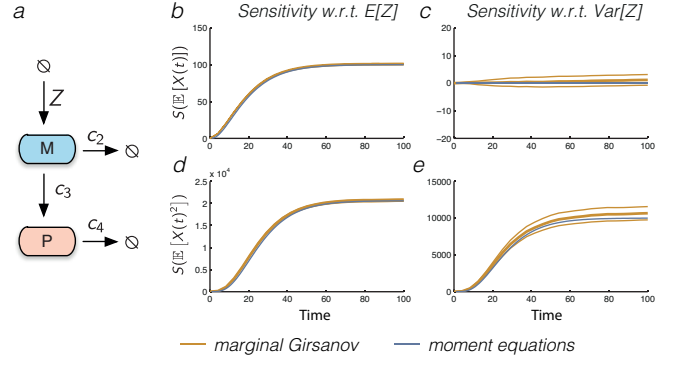 a
∅
Z
M
c2
∅
c3
P
c4
∅
b
Sensitivity w.r.t. E[Z]
S(𝔼[X(t)])
150
100
50
0
0 20 40 60 80 100
c
Sensitivity w.r.t. Var[Z]
20
10
0
−10
−20
0 20 40 60 80 100
d
x 10^4
S(𝔼[X(t)^2])
2.5
2
1.5
1
0.5
0
0 20 40 60 80 100
Time
e
15000
10000
5000
0
0 20 40 60 80 100
Time
marginal Girsanov
moment equations